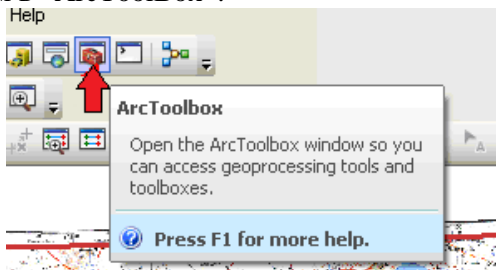 Help
ArcToolbox
Open the ArcToolbox window so you
can access geoprocessing tools and
toolboxes.
Press F1 for more help.
A